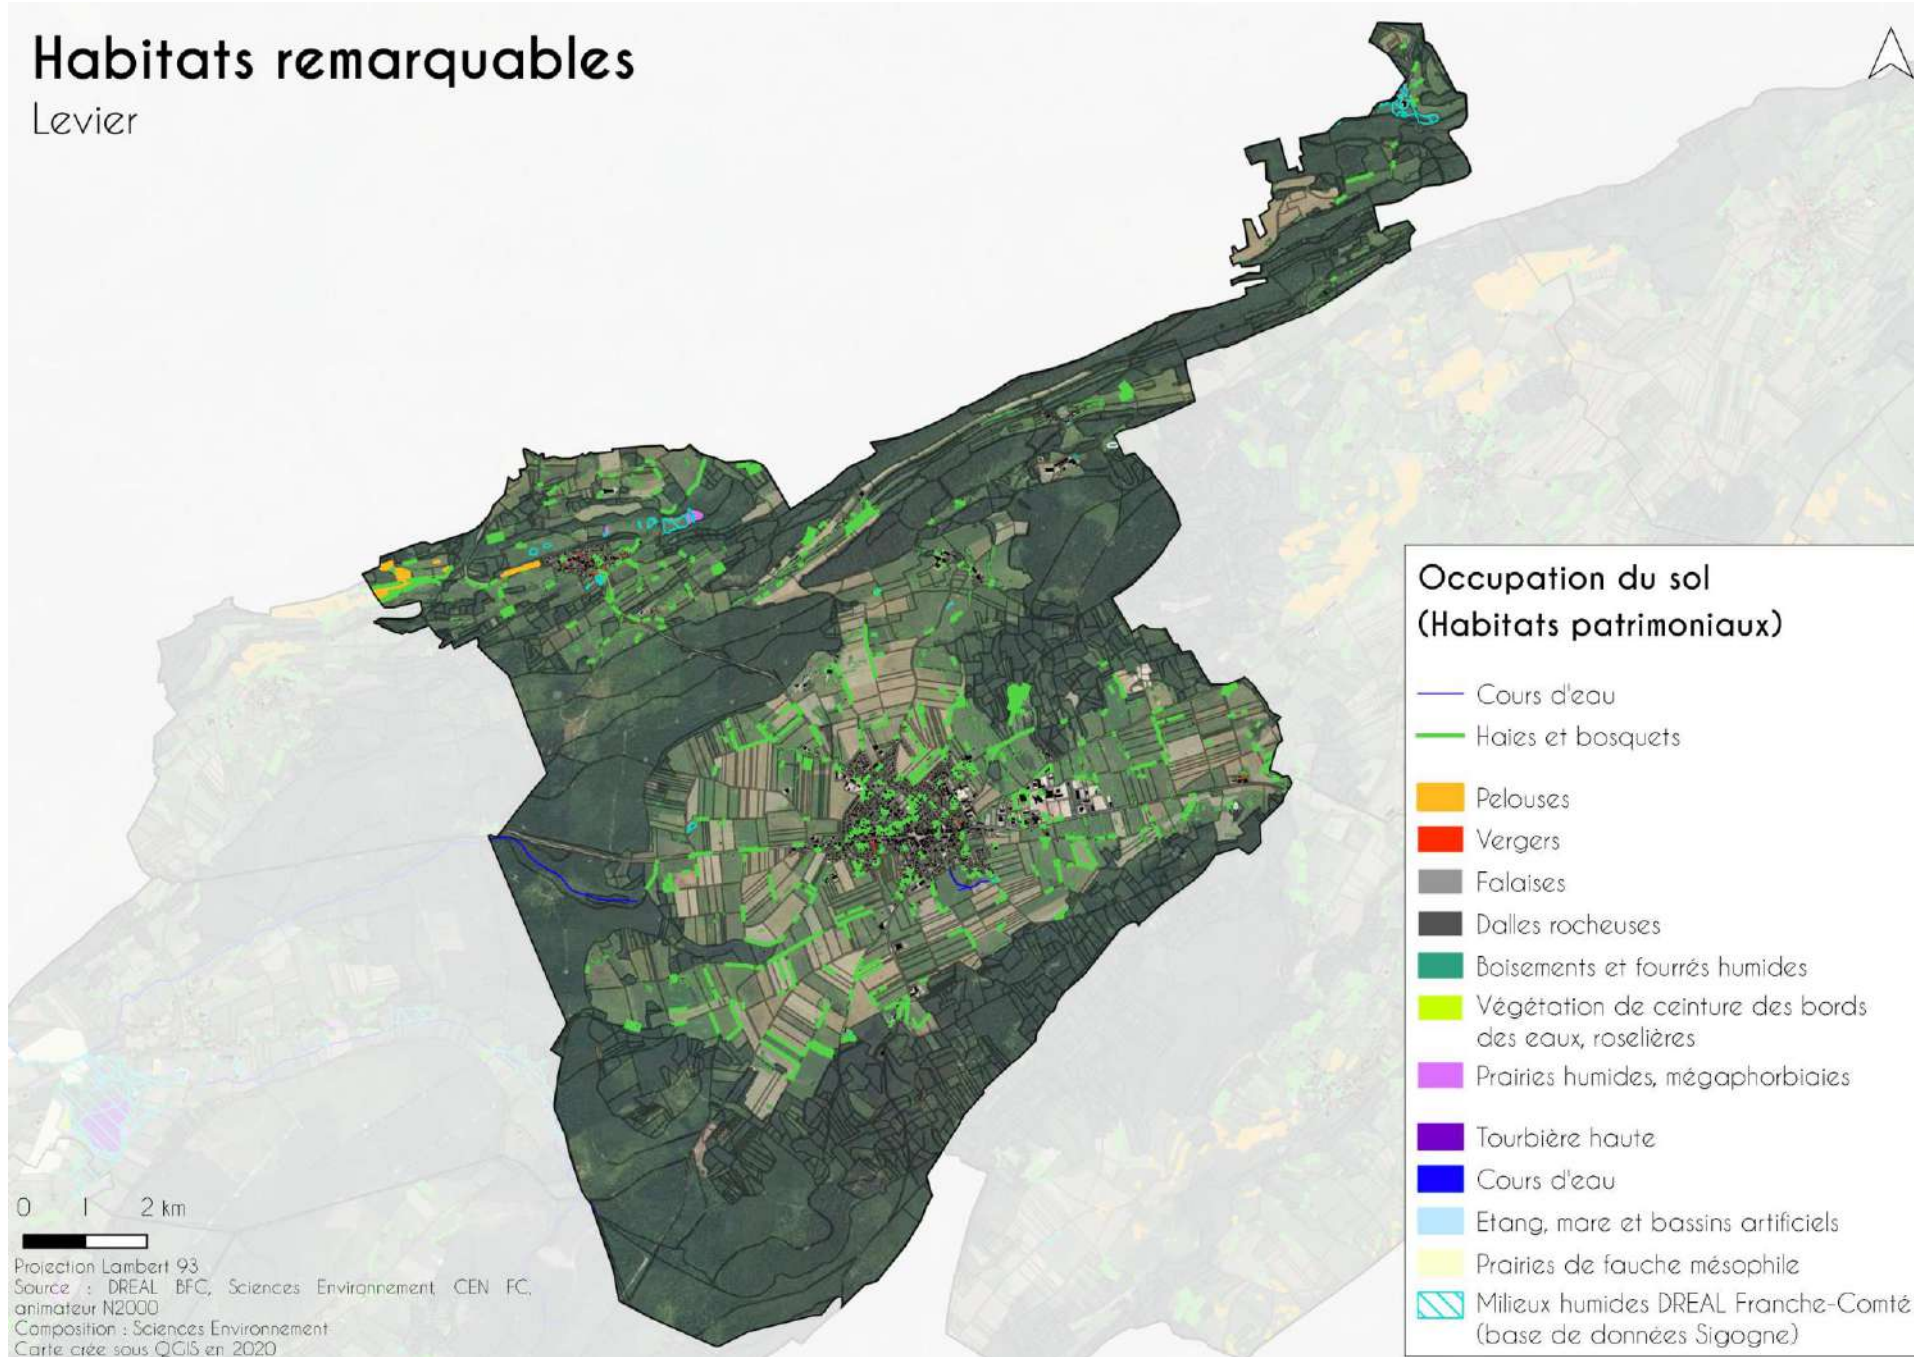 Habitats remarquables
Levier
Occupation du sol
(Habitats patrimoniaux)
Cours d'eau
Haies et bosquets
Pelouses
Vergers
Falaises
Dalles rocheuses
Boisements et fourrés humides
Végétation de ceinture des bords
des eaux, roselières
Prairies humides, mégaphorbiaies
Tourbière haute
Cours d'eau
Etang, mare et bassins artificiels
Prairies de fauche mésophile
Milieux humides DREAL Franche-Comté
(base de données Sigogne)
0 1 2 km
Projection Lambert 93
Source : DREAL BFC, Sciences Environnement, CEN FC,
animateur N2000
Composition : Sciences Environnement
Carte crée sous QGIS en 2020